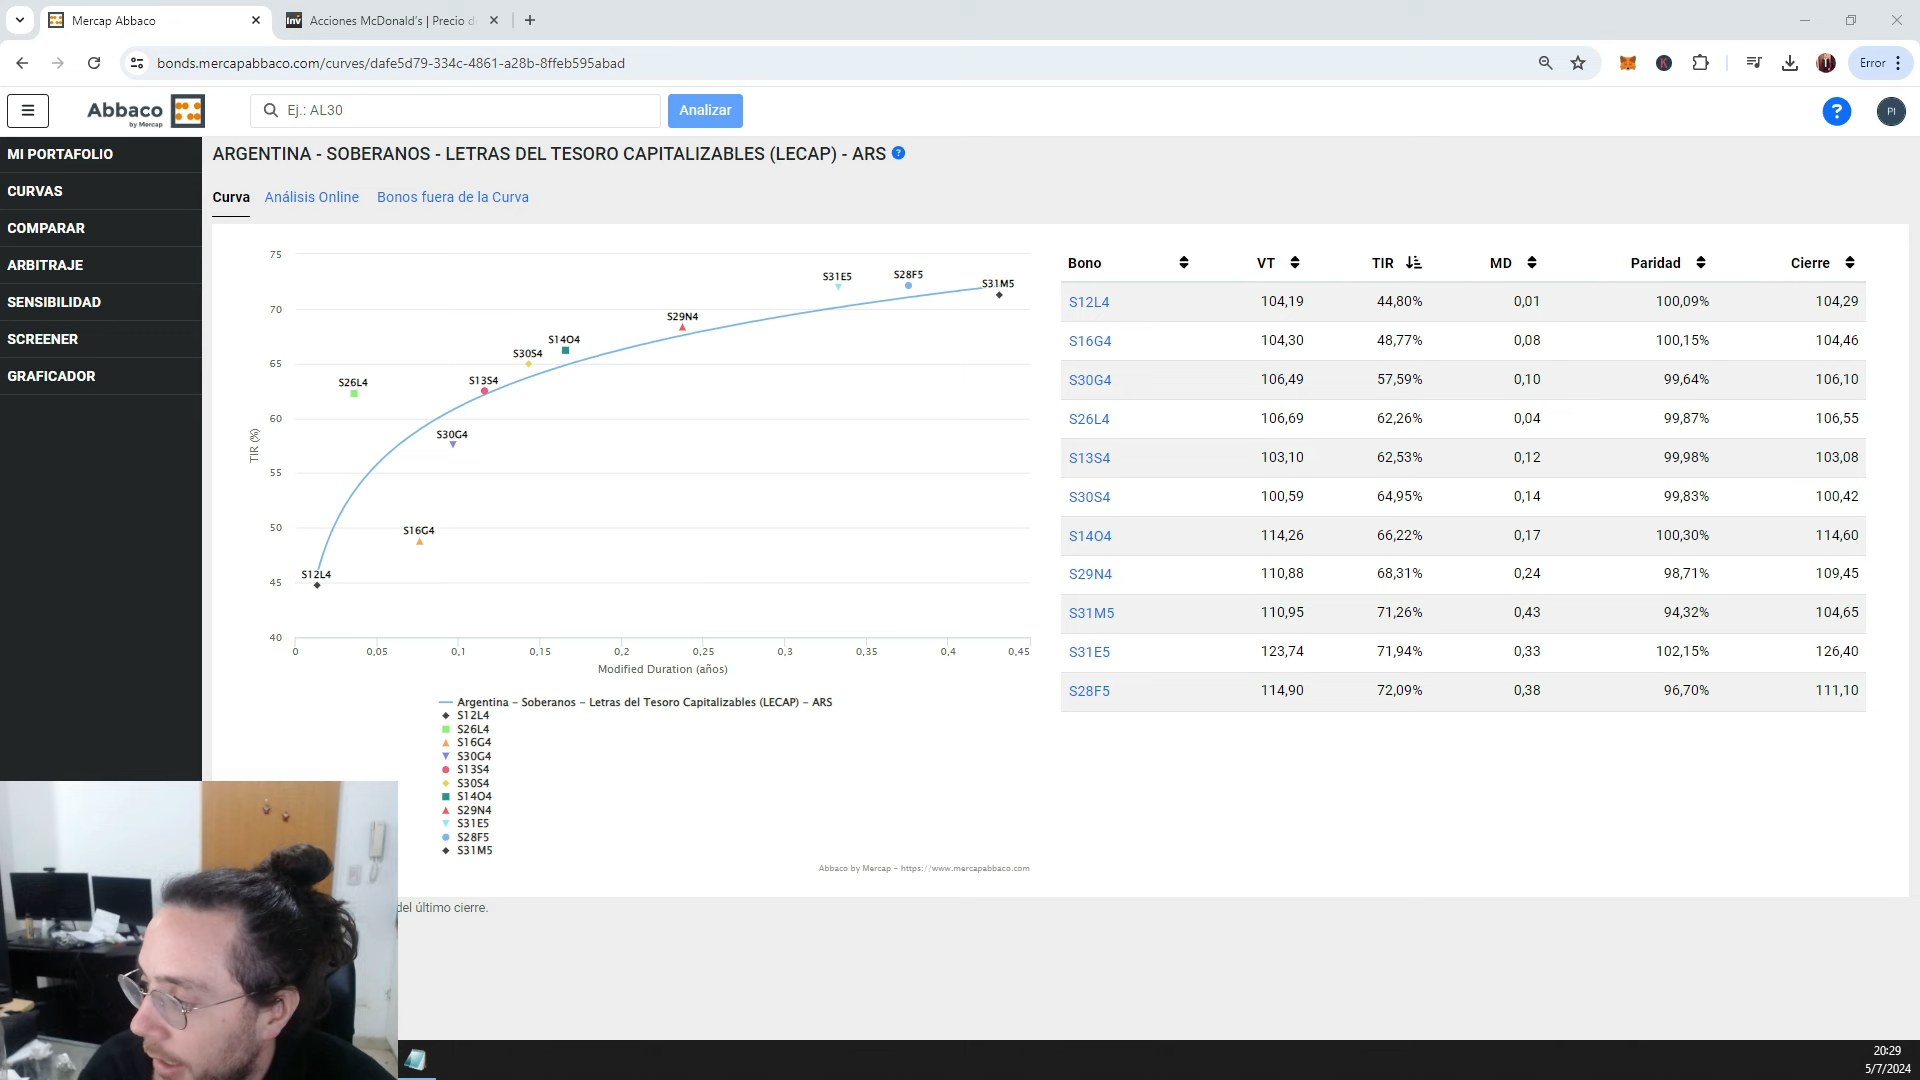 Mercap Abbaco
Acciones McDonald's | Precio d
bonds.mercapabbaco.com/curves/dafe5d79-334c-4861-a28b-8ffeb595abad
K
Error
Abbaco
by Mercap
Ej.: AL30
Analizar
?
PI
MI PORTAFOLIO
CURVAS
COMPARAR
ARBITRAJE
SENSIBILIDAD
SCREENER
GRAFICADOR
ARGENTINA - SOBERANOS - LETRAS DEL TESORO CAPITALIZABLES (LECAP) - ARS ?
Curva Análisis Online Bonos fuera de la Curva
75
70
65
60
55
50
45
40
TIR (%)
S31E5
S28F5
S31M5
S29N4
S14O4
S30S4
S26L4
S13S4
S30G4
S16G4
S12L4
0 0,05 0,1 0,15 0,2 0,25 0,3 0,35 0,4 0,45
Modified Duration (años)
Argentina – Soberanos – Letras del Tesoro Capitalizables (LECAP) – ARS
S12L4
S26L4
S16G4
S30G4
S13S4
S30S4
S14O4
S29N4
S31E5
S28F5
S31M5
Abbaco by Mercap – https://www.mercapabbaco.com
Bono VT TIR MD Paridad Cierre
S12L4 104,19 44,80% 0,01 100,09% 104,29
S16G4 104,30 48,77% 0,08 100,15% 104,46
S30G4 106,49 57,59% 0,10 99,64% 106,10
S26L4 106,69 62,26% 0,04 99,87% 106,55
S13S4 103,10 62,53% 0,12 99,98% 103,08
S30S4 100,59 64,95% 0,14 99,83% 100,42
S14O4 114,26 66,22% 0,17 100,30% 114,60
S29N4 110,88 68,31% 0,24 98,71% 109,45
S31M5 110,95 71,26% 0,43 94,32% 104,65
S31E5 123,74 71,94% 0,33 102,15% 126,40
S28F5 114,90 72,09% 0,38 96,70% 111,10
del último cierre.
20:29
5/7/2024